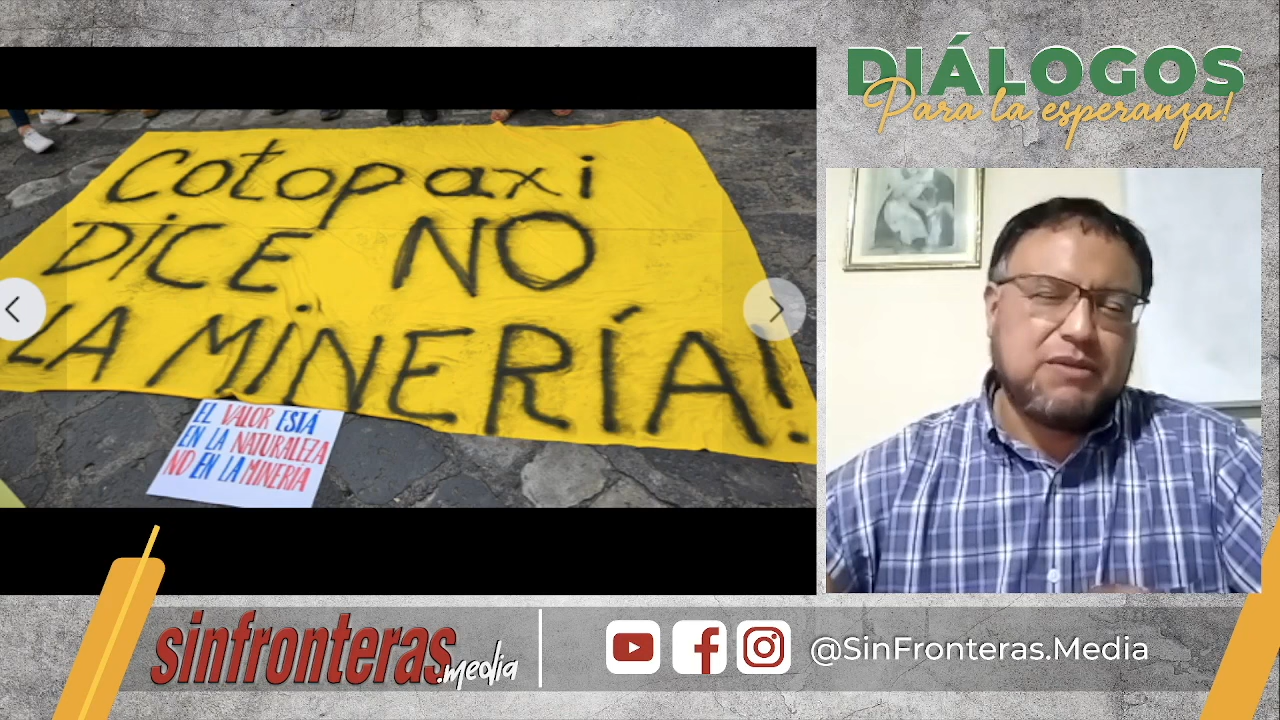 DIÁLOGOS
Para la esperanza!
Cotopaxi
DICE NO
LA MINERÍA!
EL VALOR ESTÁ
EN LA NATURALEZA
NO EN LA MINERÍA
sinfronteras
.media
@SinFronteras.Media